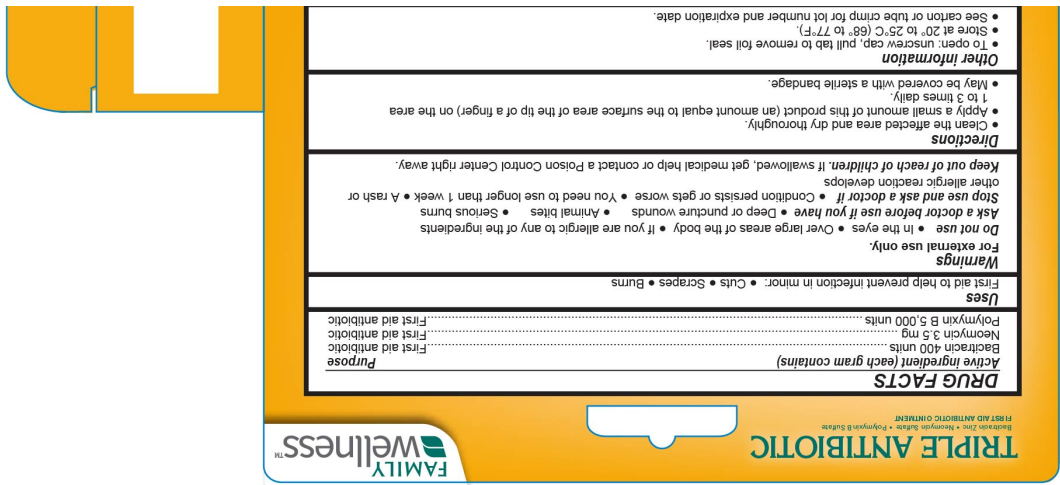 TRIPLE ANTIBIOTIC
Bacitracin Zinc • Neomycin Sulfate • Polymyxin B Sulfate
FIRST AID ANTIBIOTIC OINTMENT
FAMILY
wellness™
DRUG FACTS
Active ingredient (each gram contains) Purpose
Bacitracin 400 units....First aid antibiotic
Neomycin 3.5 mg....First aid antibiotic
Polymyxin B 5,000 units....First aid antibiotic
Uses
First aid to help prevent infection in minor: • Cuts • Scrapes • Burns
Warnings
For external use only.
Do not use • In the eyes • Over large areas of the body • If you are allergic to any of the ingredients
Ask a doctor before use if you have • Deep or puncture wounds • Animal bites • Serious burns
Stop use and ask a doctor if • Condition persists or gets worse • You need to use longer than 1 week • A rash or
other allergic reaction develops
Keep out of reach of children. If swallowed, get medical help or contact a Poison Control Center right away.
Directions
• Clean the affected area and dry thoroughly.
• Apply a small amount of this product (an amount equal to the surface area of the tip of a finger) on the area
1 to 3 times daily.
• May be covered with a sterile bandage.
Other information
• To open: unscrew cap, pull tab to remove foil seal.
• Store at 20° to 25°C (68° to 77°F).
• See carton or tube crimp for lot number and expiration date.